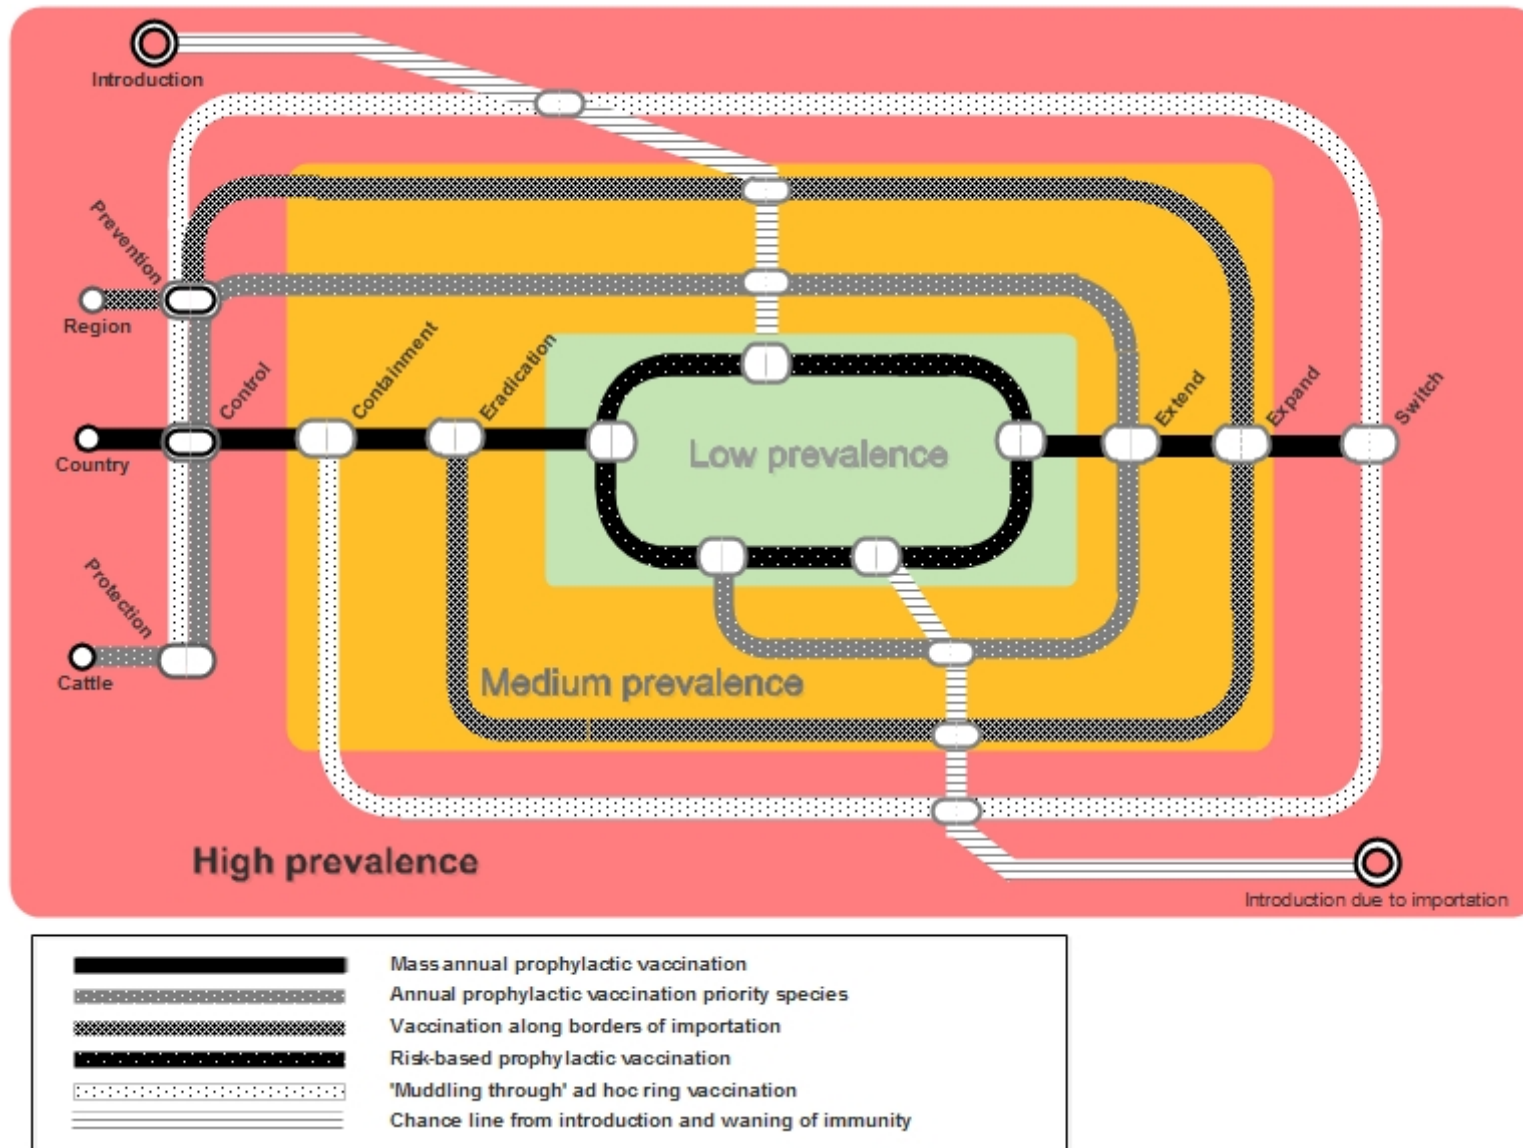 Introduction
Prevention
Region
Control
Containment
Eradication
Country
Low prevalence
Extend
Expand
Switch
Protection
Cattle
Medium prevalence
High prevalence
Introduction due to importation
Mass annual prophylactic vaccination
Annual prophylactic vaccination priority species
Vaccination along borders of importation
Risk-based prophylactic vaccination
'Muddling through' ad hoc ring vaccination
Chance line from introduction and waning of immunity